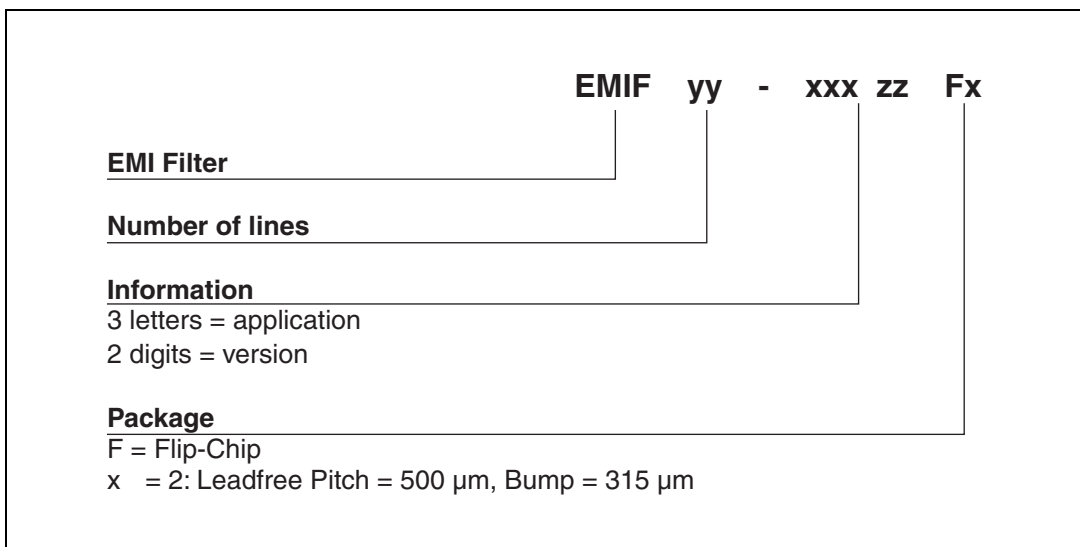 EMIF yy - xxx zz Fx
EMI Filter
Number of lines
Information
3 letters = application
2 digits = version
Package
F = Flip-Chip
x = 2: Leadfree Pitch = 500 µm, Bump = 315 µm